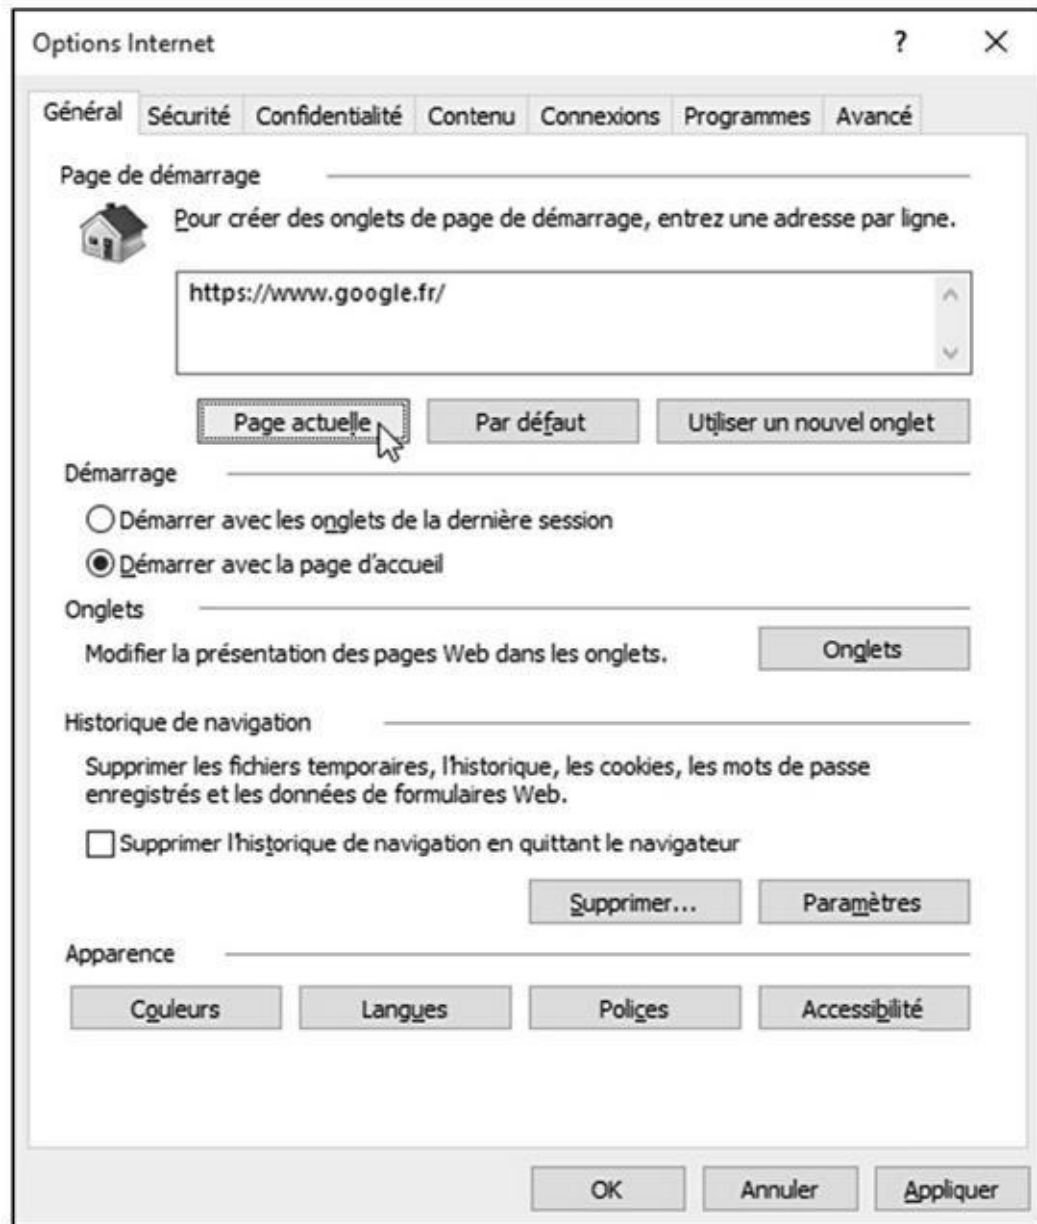 Options Internet ?
Général Sécurité Confidentialité Contenu Connexions Programmes Avancé
Page de démarrage
Pour créer des onglets de page de démarrage, entrez une adresse par ligne.
https://www.google.fr/
Page actuelle Par défaut Utiliser un nouvel onglet
Démarrage
Démarrer avec les onglets de la dernière session
Démarrer avec la page d'accueil
Onglets
Modifier la présentation des pages Web dans les onglets. Onglets
Historique de navigation
Supprimer les fichiers temporaires, l'historique, les cookies, les mots de passe
enregistrés et les données de formulaires Web.
Supprimer l'historique de navigation en quittant le navigateur
Supprimer... Paramètres
Apparence
Couleurs Langues Polices Accessibilité
OK Annuler Appliquer